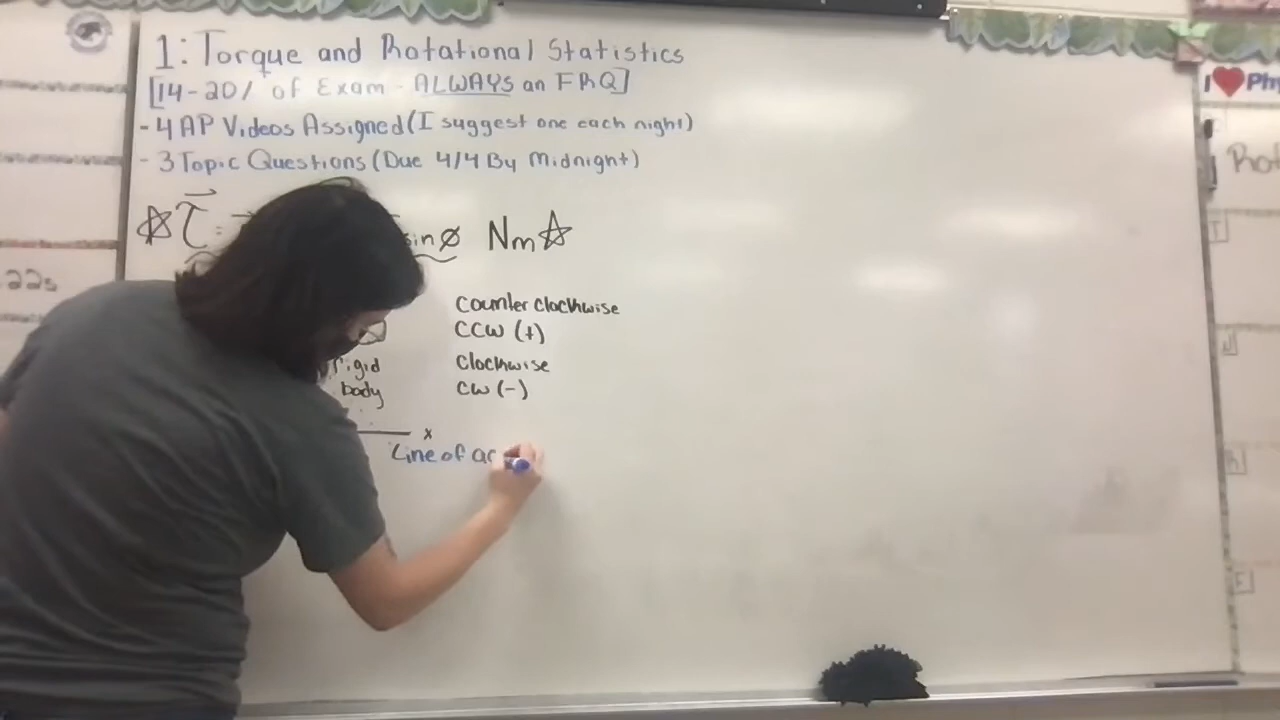 1: Torque and Rotational Statistics
[14-20% of Exam - ALWAYS an FRQ]
- 4 AP Videos Assigned (I suggest one each night)
- 3 Topic Questions (Due 4/4 By Midnight)
τ = sinø Nm
22s
counter clockwise
CCW (+)
rigid
body
Clockwise
CW (-)
x
Line of ac
I ❤ Phy
Rot